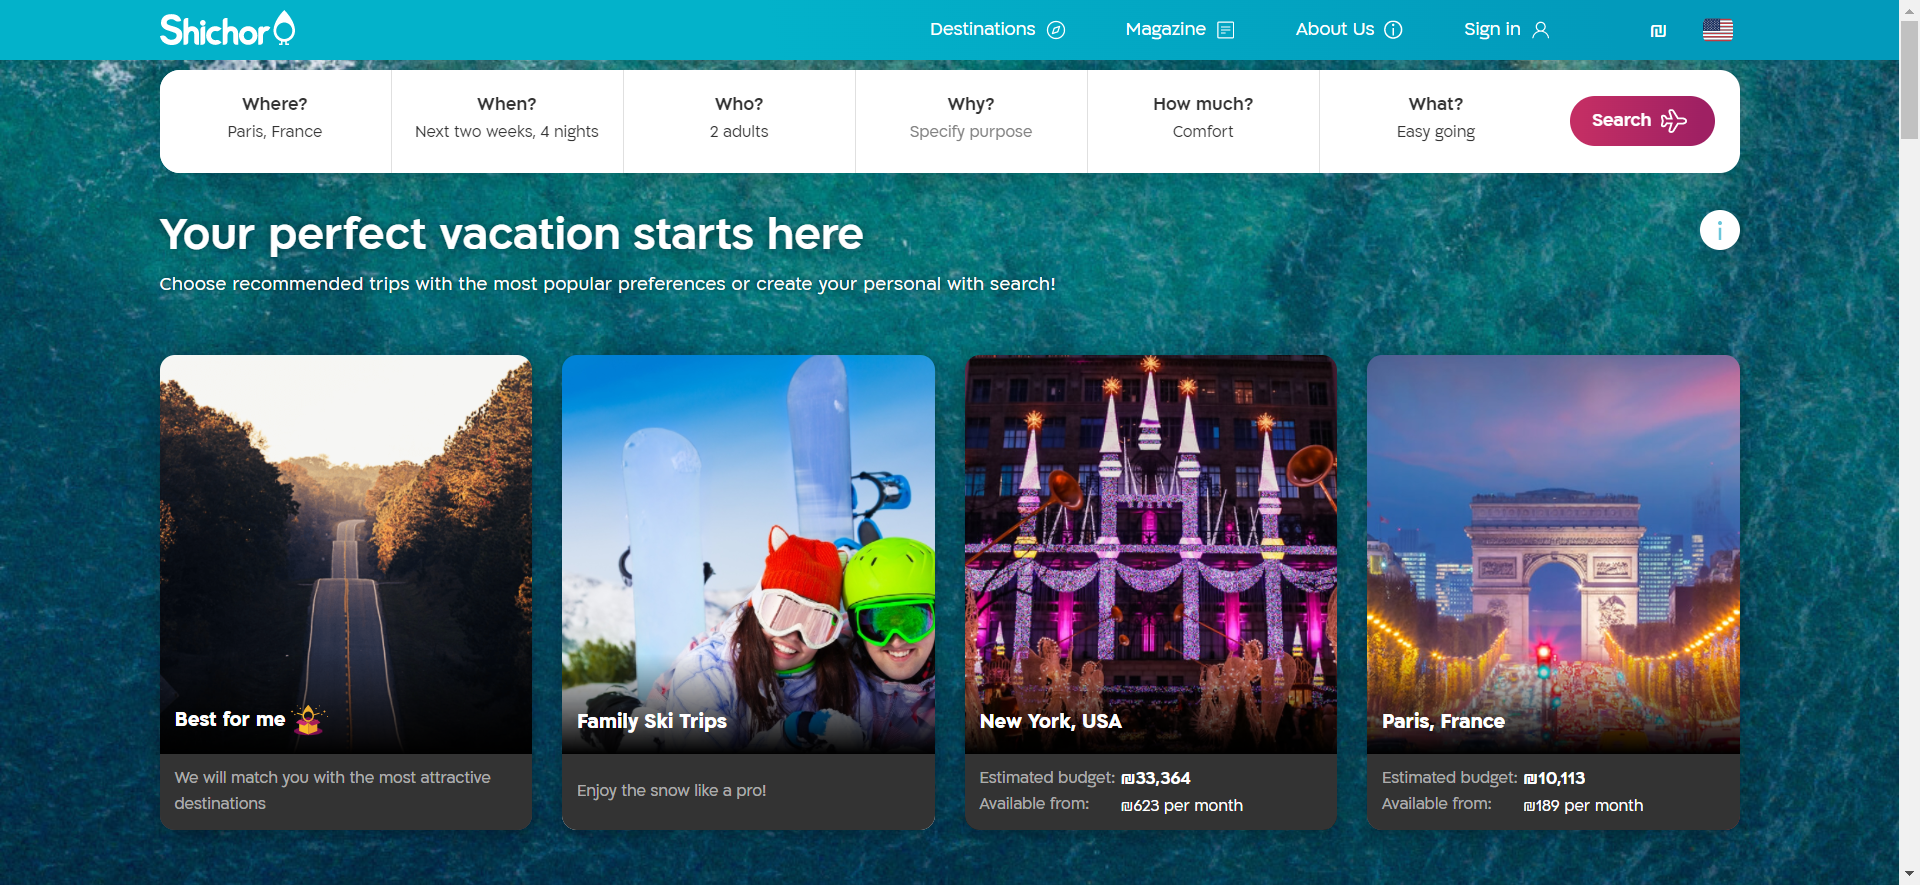 Shichor
Destinations
Magazine
About Us
Sign in
₪
Where?
Paris, France
When?
Next two weeks, 4 nights
Who?
2 adults
Why?
Specify purpose
How much?
Comfort
What?
Easy going
Search
Your perfect vacation starts here
i
Choose recommended trips with the most popular preferences or create your personal with search!
Best for me
We will match you with the most attractive
destinations
Family Ski Trips
Enjoy the snow like a pro!
New York, USA
Estimated budget: ₪33,364
Available from: ₪623 per month
Paris, France
Estimated budget: ₪10,113
Available from: ₪189 per month